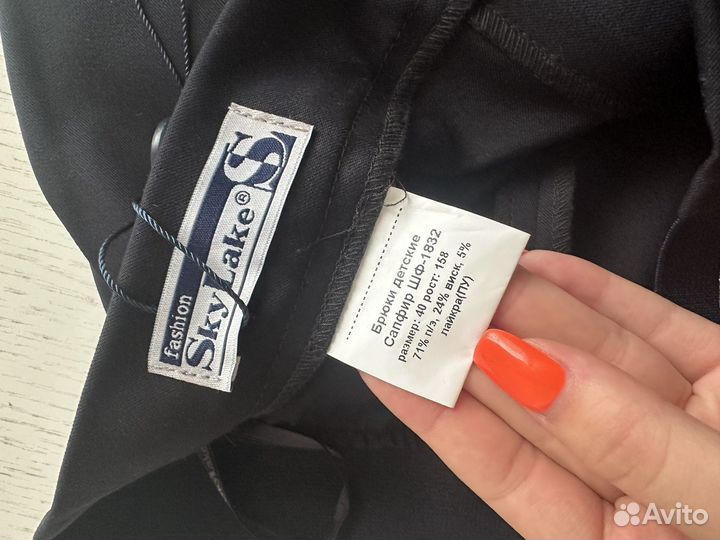 fashion
SkyLake®
S
Брюки детские
Сапфир ШФ-1832
размер: 40 рост: 158
71% п/э, 24% виск, 5%
лайкра(ПУ)
Avito